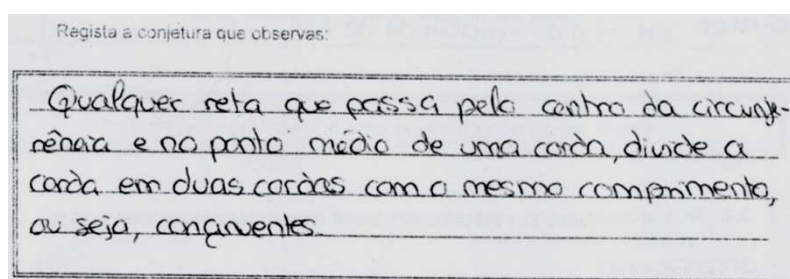 Regista a conjetura que observas:
Qualquer reta que passa pelo centro da circunfe-
rência e no ponto médio de uma corda, divide a
corda em duas cordas com o mesmo comprimento,
ou seja, congruentes.